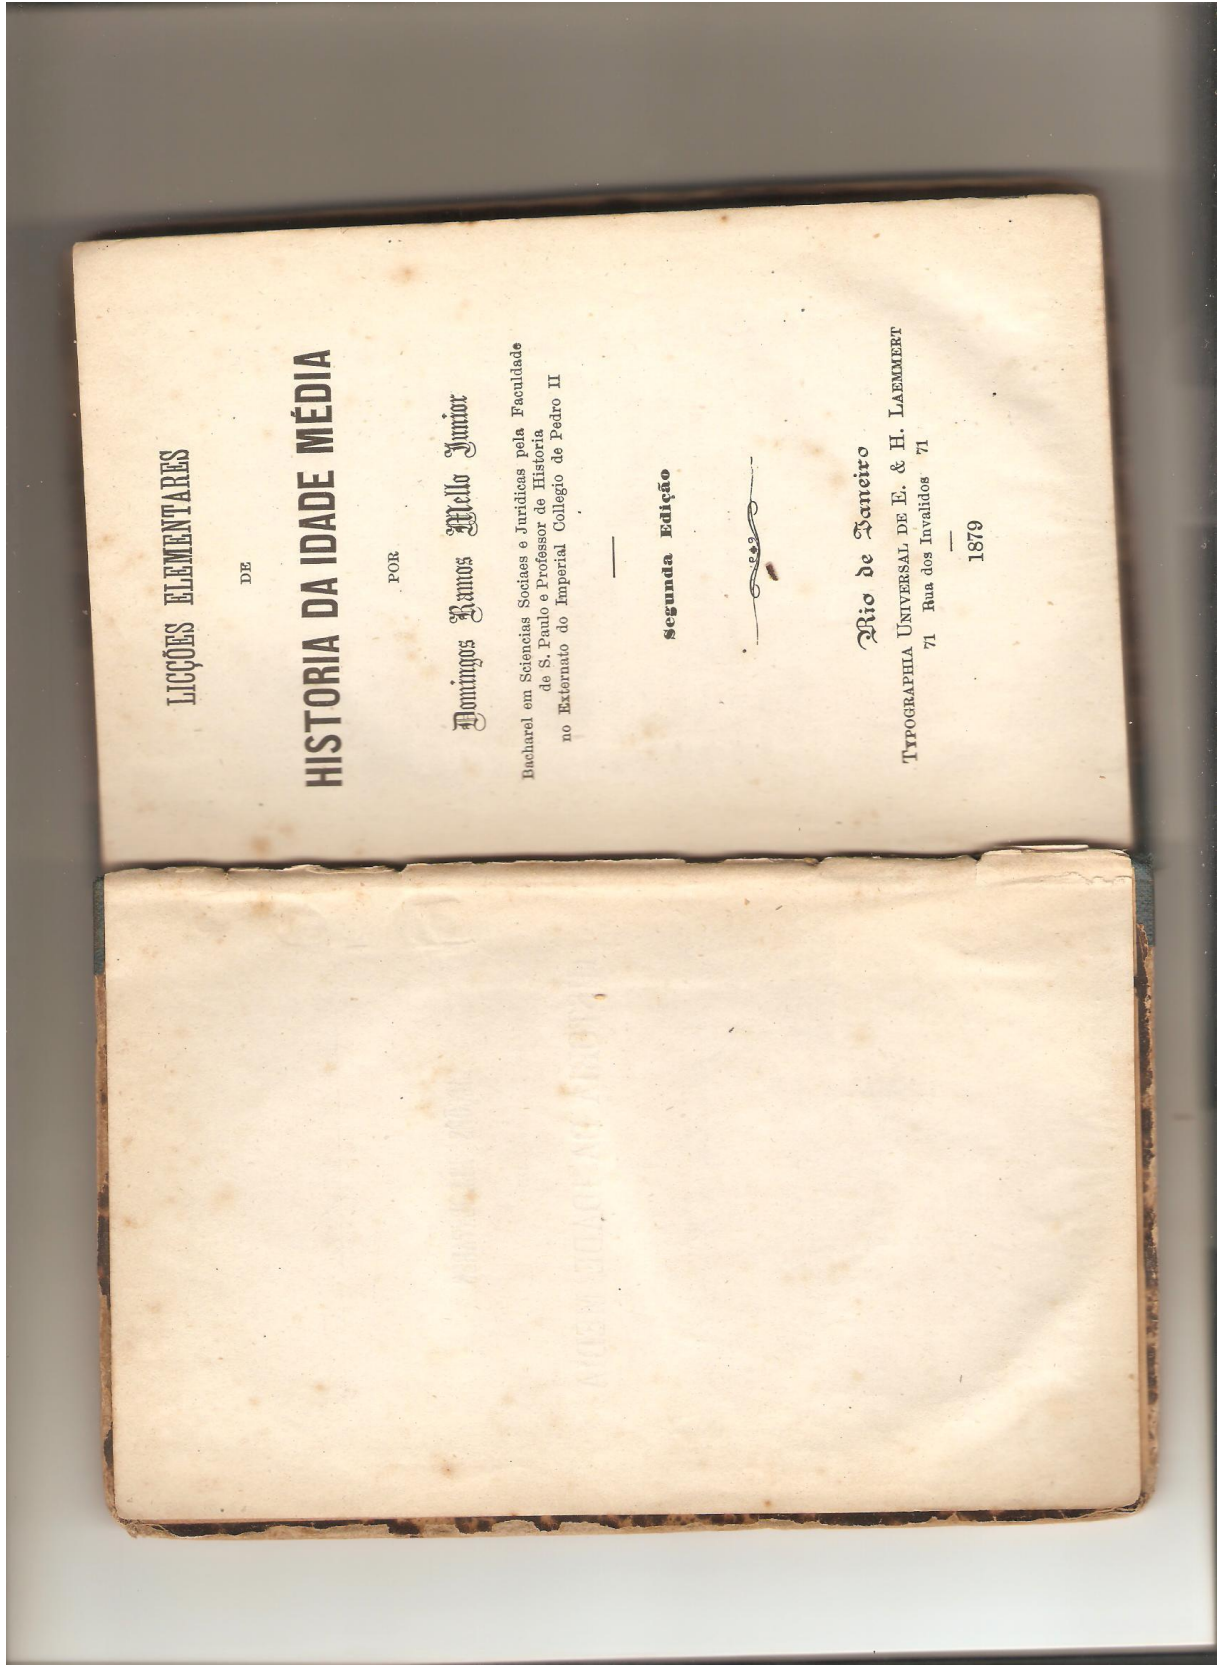 LICÇÕES ELEMENTARES
DE
HISTORIA DA IDADE MÉDIA
POR
Domingos Ramos Mello Junior
Bacharel em Sciencias Sociaes e Juridicas pela Faculdade
de S. Paulo e Professor de Historia
no Externato do Imperial Collegio de Pedro II
Segunda Edição
Rio de Janeiro
TYPOGRAPHIA UNIVERSAL DE E. & H. LAEMMERT
71 Rua dos Invalidos 71
1879